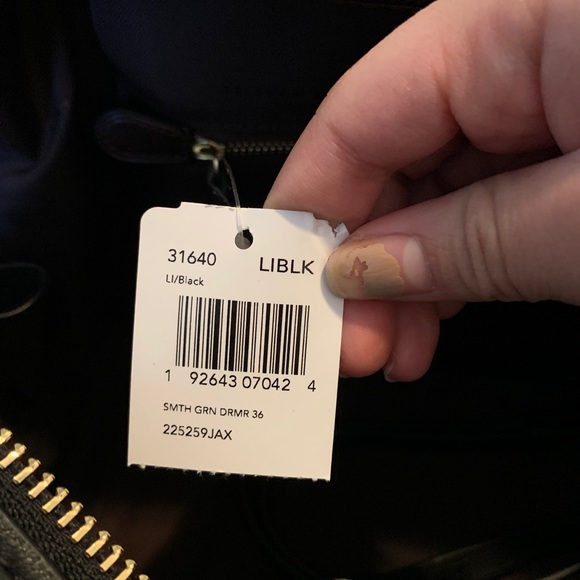 31640 LIBLK
LI/Black
1 92643 07042 4
SMTH GRN DRMR 36
225259JAX